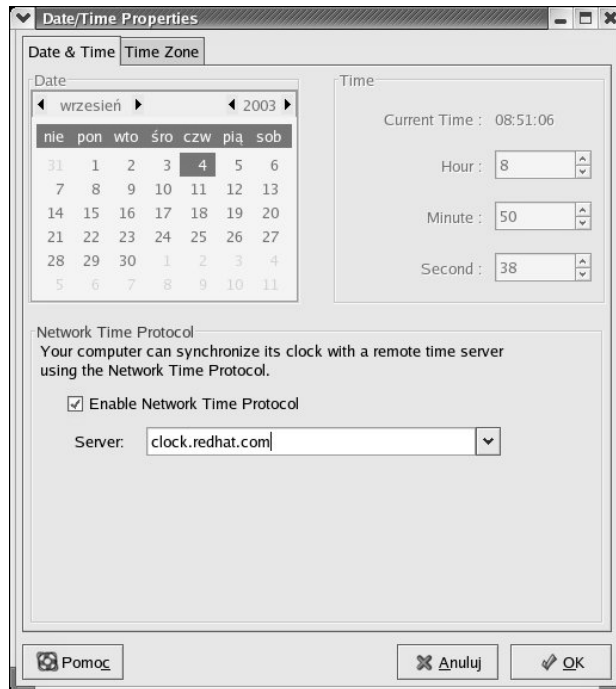 Date/Time Properties
Date & Time Time Zone
Date
wrzesień 2003
nie pon wto śro czw pią sob
31 1 2 3 4 5 6
7 8 9 10 11 12 13
14 15 16 17 18 19 20
21 22 23 24 25 26 27
28 29 30 1 2 3 4
5 6 7 8 9 10 11
Time
Current Time : 08:51:06
Hour : 8
Minute : 50
Second : 38
Network Time Protocol
Your computer can synchronize its clock with a remote time server
using the Network Time Protocol.
Enable Network Time Protocol
Server: clock.redhat.com
Pomoc Anuluj OK